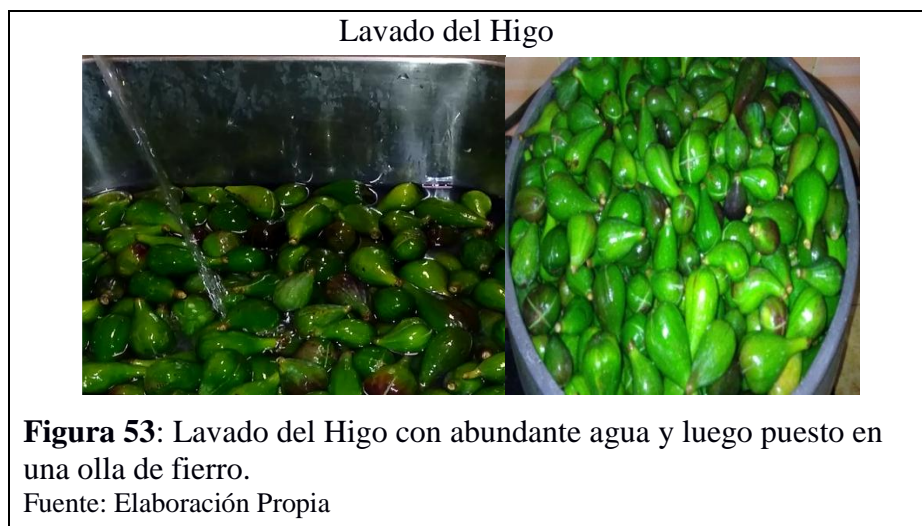 Lavado del Higo
Figura 53: Lavado del Higo con abundante agua y luego puesto en
una olla de fierro.
Fuente: Elaboración Propia